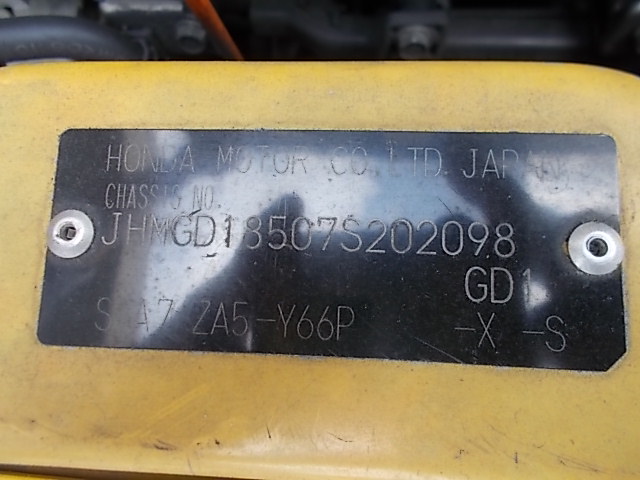 HONDA MOTOR CO.,LTD. JAPAN
CHASSIS NO.
JHMGD18507S202098
GD1
ZA5-Y66P -X -S